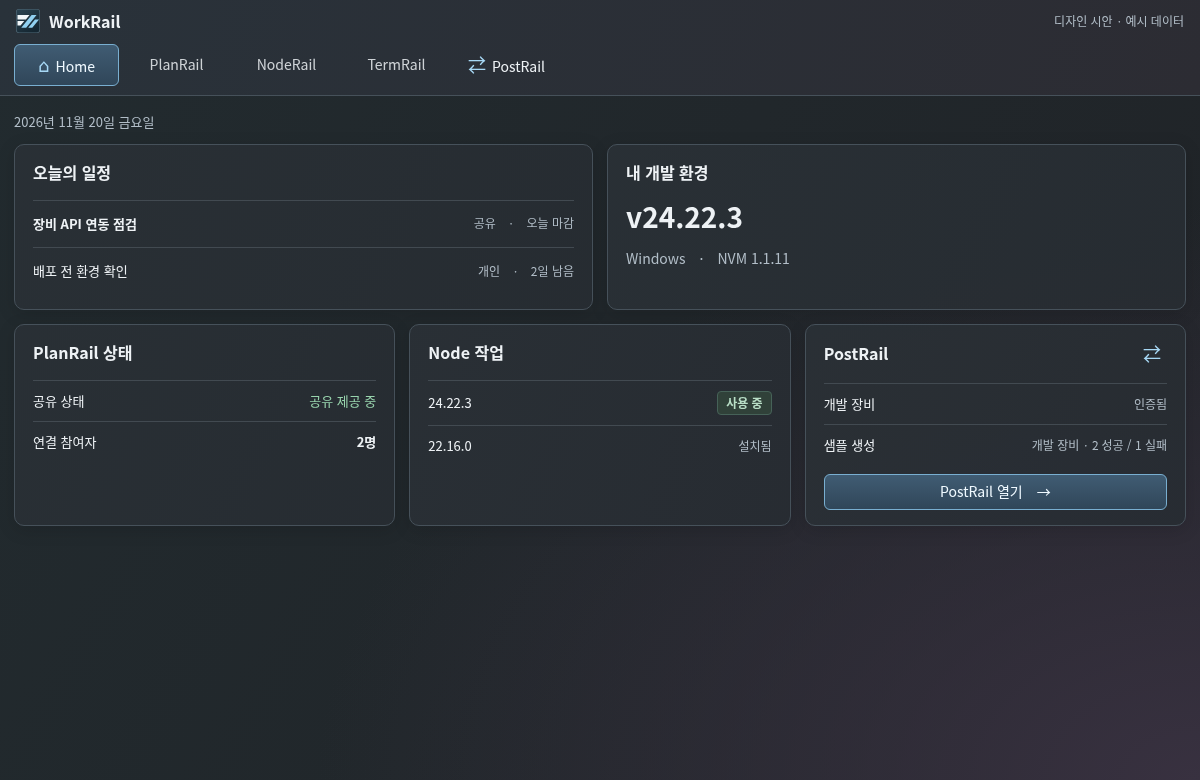 WorkRail
디자인 시안 · 예시 데이터
Home PlanRail NodeRail TermRail PostRail
2026년 11월 20일 금요일
오늘의 일정
장비 API 연동 점검 공유 · 오늘 마감
배포 전 환경 확인 개인 · 2일 남음
내 개발 환경
v24.22.3
Windows · NVM 1.1.11
PlanRail 상태
공유 상태 공유 제공 중
연결 참여자 2명
Node 작업
24.22.3 사용 중
22.16.0 설치됨
PostRail
개발 장비 인증됨
샘플 생성 개발 장비 · 2 성공 / 1 실패
PostRail 열기 →